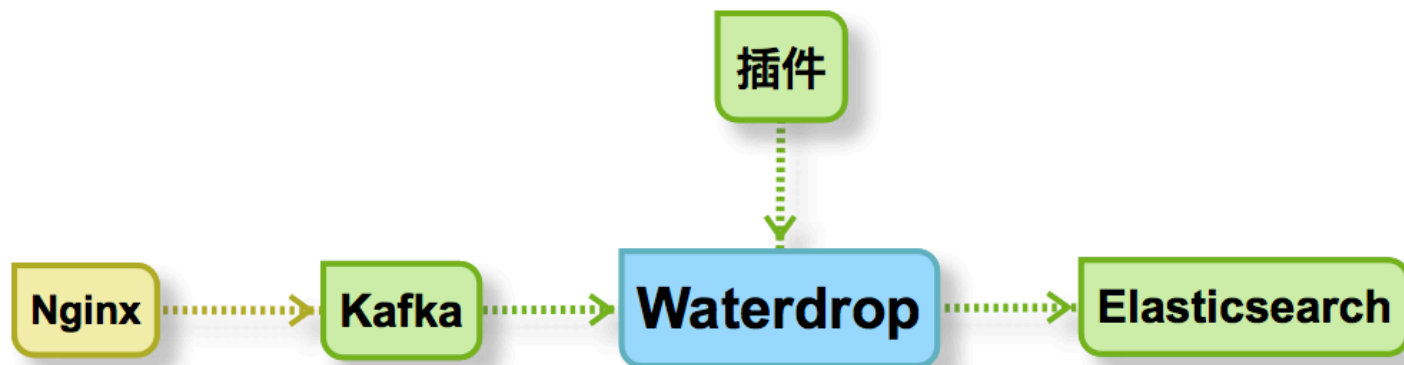 插件
Nginx
Kafka
Waterdrop
Elasticsearch